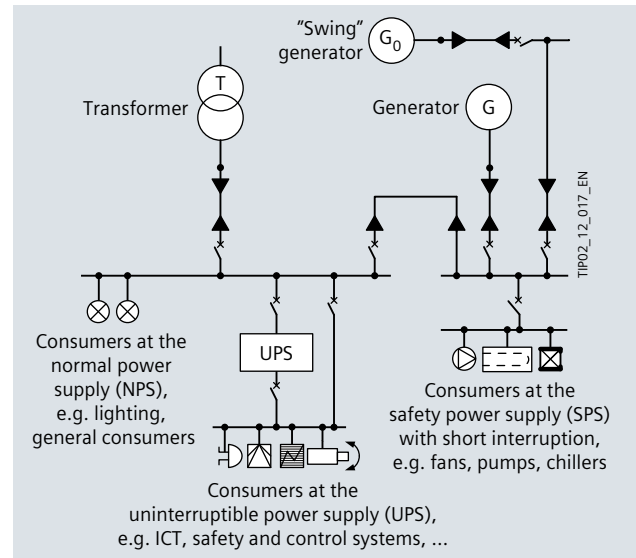 "Swing"
generator
G0
T
Transformer
Generator
G
TIP02_12_017_EN
UPS
Consumers at the
normal power
supply (NPS),
e.g. lighting,
general consumers
Consumers at the
safety power supply (SPS)
with short interruption,
e.g. fans, pumps, chillers
Consumers at the
uninterruptible power supply (UPS),
e.g. ICT, safety and control systems, ...